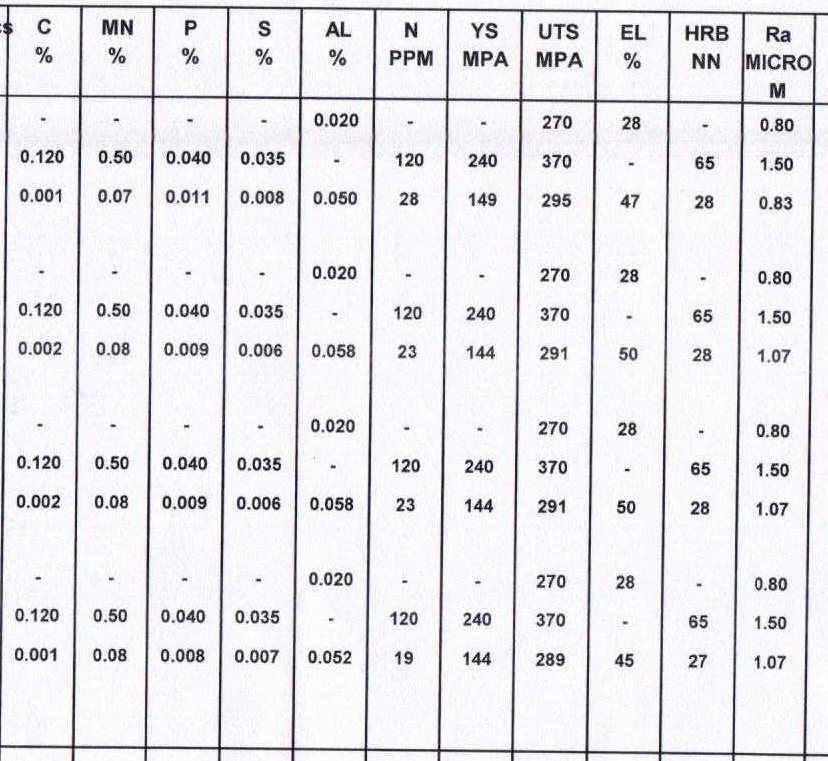 cs C MN P S AL N YS UTS EL HRB Ra
% % % % % PPM MPA MPA % NN MICRO
M
- - - - 0.020 - - 270 28 - 0.80
0.120 0.50 0.040 0.035 - 120 240 370 - 65 1.50
0.001 0.07 0.011 0.008 0.050 28 149 295 47 28 0.83
- - - - 0.020 - - 270 28 - 0.80
0.120 0.50 0.040 0.035 - 120 240 370 - 65 1.50
0.002 0.08 0.009 0.006 0.058 23 144 291 50 28 1.07
- - - - 0.020 - - 270 28 - 0.80
0.120 0.50 0.040 0.035 - 120 240 370 - 65 1.50
0.002 0.08 0.009 0.006 0.058 23 144 291 50 28 1.07
- - - - 0.020 - - 270 28 - 0.80
0.120 0.50 0.040 0.035 - 120 240 370 - 65 1.50
0.001 0.08 0.008 0.007 0.052 19 144 289 45 27 1.07